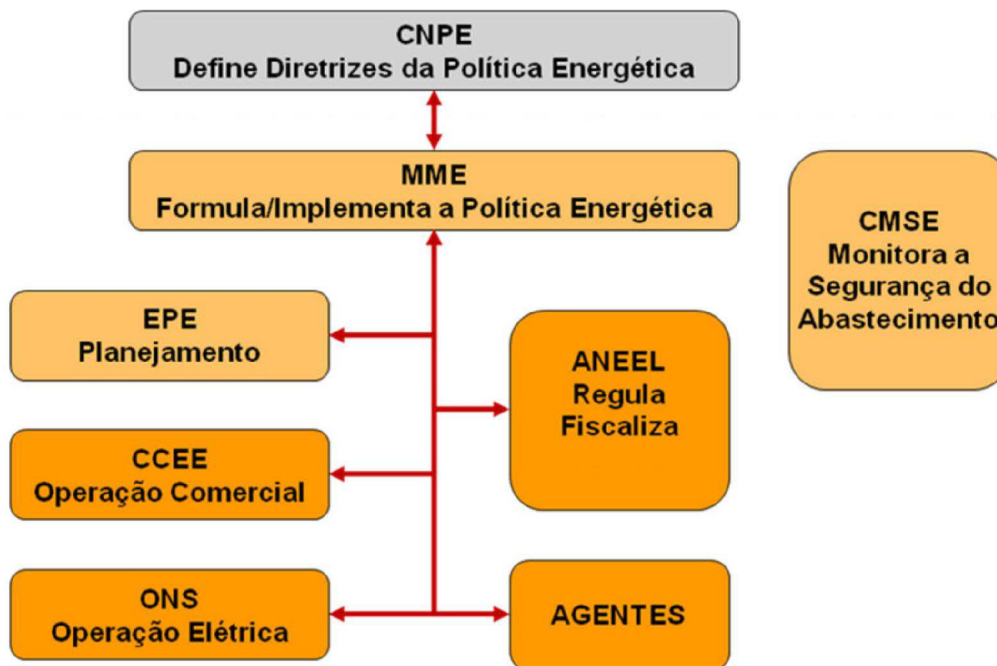 CNPE
Define Diretrizes da Política Energética
MME
Formula/Implementa a Política Energética
CMSE
Monitora a
Segurança do
Abastecimento
EPE
Planejamento
ANEEL
Regula
Fiscaliza
CCEE
Operação Comercial
ONS
Operação Elétrica
AGENTES